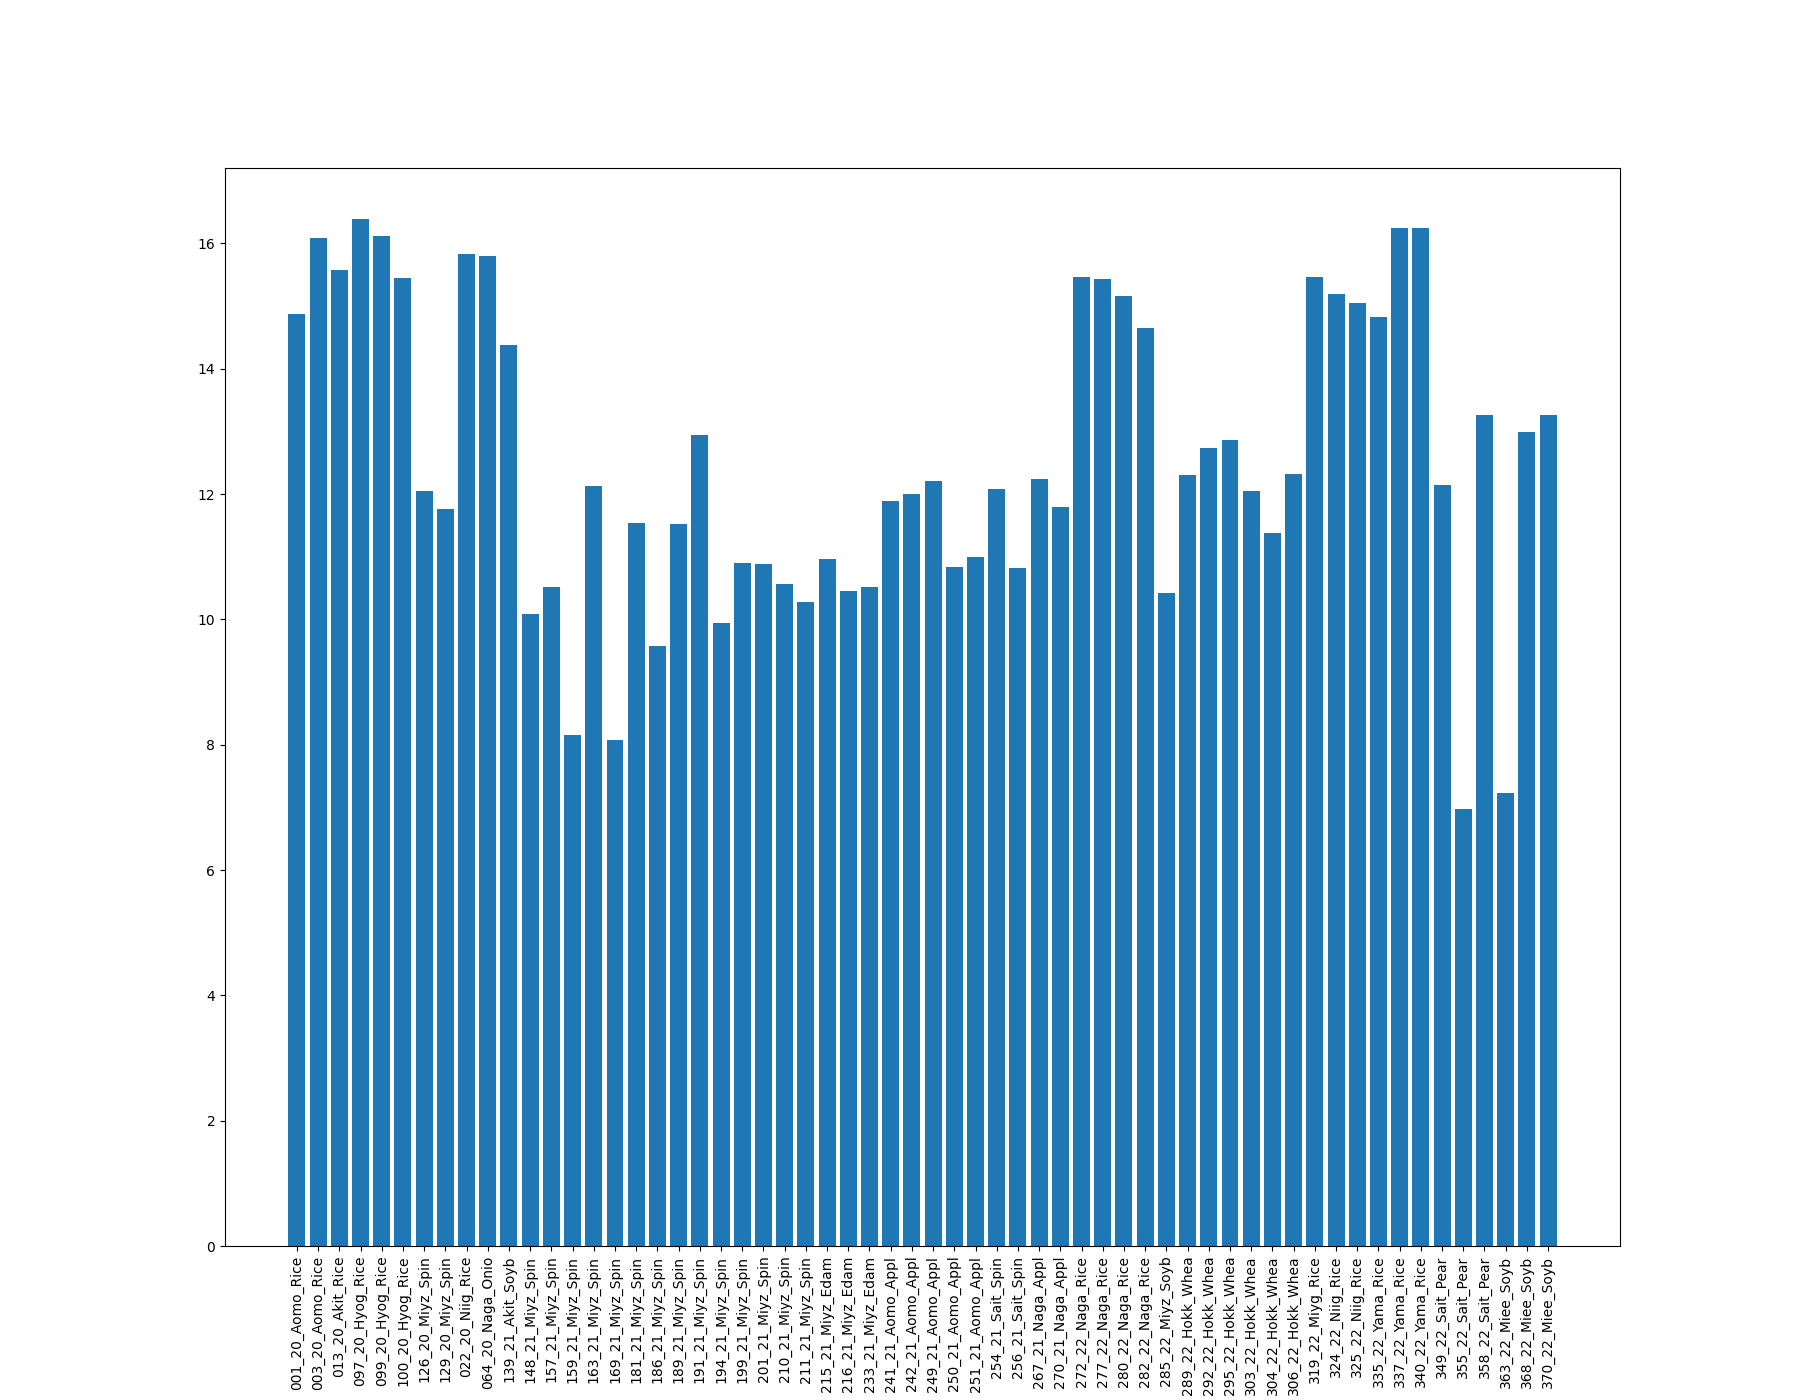 16
14
12
10
8
6
4
2
0
001_20_Aomo_Rice
003_20_Aomo_Rice
013_20_Akit_Rice
097_20_Hyog_Rice
099_20_Hyog_Rice
100_20_Hyog_Rice
126_20_Miyz_Spin
129_20_Miyz_Spin
022_20_Niig_Rice
064_20_Naga_Onio
139_21_Akit_Soyb
148_21_Miyz_Spin
157_21_Miyz_Spin
159_21_Miyz_Spin
163_21_Miyz_Spin
169_21_Miyz_Spin
181_21_Miyz_Spin
186_21_Miyz_Spin
189_21_Miyz_Spin
191_21_Miyz_Spin
194_21_Miyz_Spin
199_21_Miyz_Spin
201_21_Miyz_Spin
210_21_Miyz_Spin
211_21_Miyz_Spin
215_21_Miyz_Edam
216_21_Miyz_Edam
233_21_Miyz_Edam
241_21_Aomo_Appl
242_21_Aomo_Appl
249_21_Aomo_Appl
250_21_Aomo_Appl
251_21_Aomo_Appl
254_21_Sait_Spin
256_21_Sait_Spin
267_21_Naga_Appl
270_21_Naga_Appl
272_22_Naga_Rice
277_22_Naga_Rice
280_22_Naga_Rice
282_22_Naga_Rice
285_22_Miyz_Soyb
289_22_Hokk_Whea
292_22_Hokk_Whea
295_22_Hokk_Whea
303_22_Hokk_Whea
304_22_Hokk_Whea
306_22_Hokk_Whea
319_22_Miyg_Rice
324_22_Niig_Rice
325_22_Niig_Rice
335_22_Yama_Rice
337_22_Yama_Rice
340_22_Yama_Rice
349_22_Sait_Pear
355_22_Sait_Pear
358_22_Sait_Pear
363_22_Miee_Soyb
368_22_Miee_Soyb
370_22_Miee_Soyb